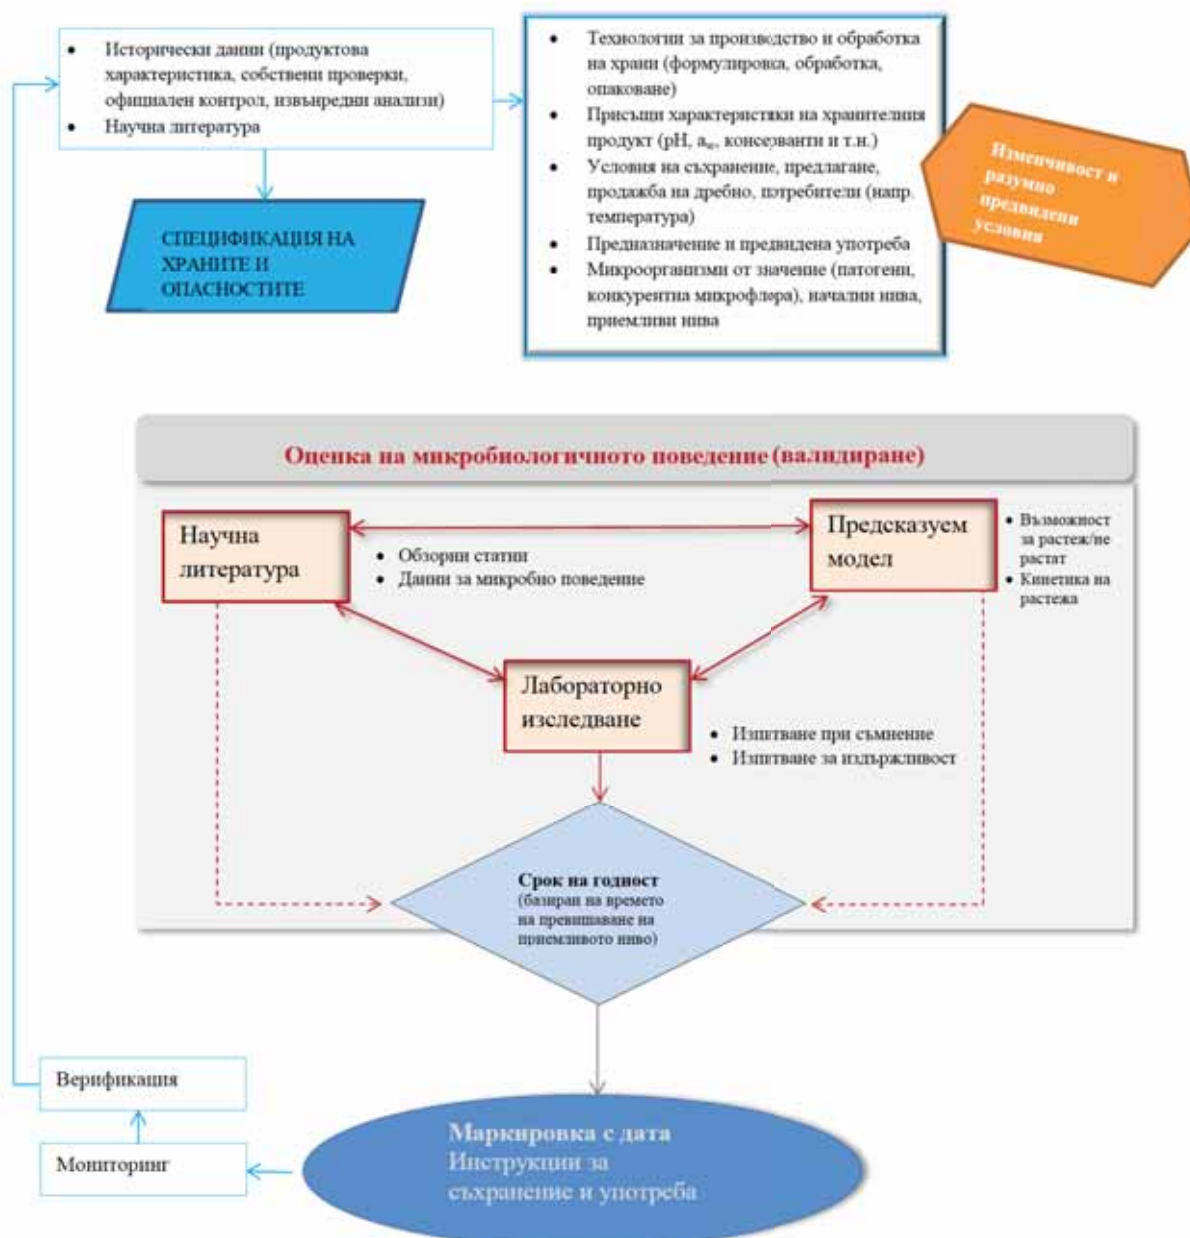 • Исторически данни (продуктова
характеристика, собствени проверки,
официален контрол, извънредни анализи)
• Научна литература
СПЕЦИФИКАЦИЯ НА
ХРАНИТЕ И
ОПАСНОСТИТЕ
• Технологии за производство и обработка
на храни (формулировка, обработка,
опаковане)
• Присъщи характеристики на хранителния
продукт (pH, aw, консерванти и т.н.)
• Условия на съхранение, предлагане,
продажба на дребно, потребители (напр.
температура)
• Предназначение и предвидена употреба
• Микроорганизми от значение (патогени,
конкурентна микрофлора), начални нива,
приемливи нива
Изменчивост и
разумно
предвидени
условия
Оценка на микробиологичното поведение (валидиране)
Научна
литература
• Обзорни статии
• Данни за микробно поведение
Предсказуем
модел
• Възможност
за растеж/не
растат
• Кинетика на
растежа
Лабораторно
изследване
• Изпитване при съмнение
• Изпитване за издържливост
Срок на годност
(базиран на времето
на превишаване на
приемливото ниво)
Верификация
Мониторинг
Маркировка с дата
Инструкции за
съхранение и употреба